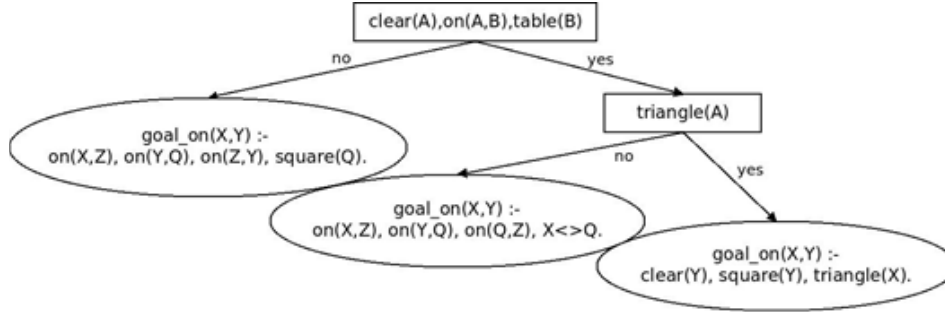 clear(A),on(A,B),table(B)
no
yes
triangle(A)
goal_on(X,Y) :-
on(X,Z), on(Y,Q), on(Z,Y), square(Q).
no
yes
goal_on(X,Y) :-
on(X,Z), on(Y,Q), on(Q,Z), X<>Q.
goal_on(X,Y) :-
clear(Y), square(Y), triangle(X).